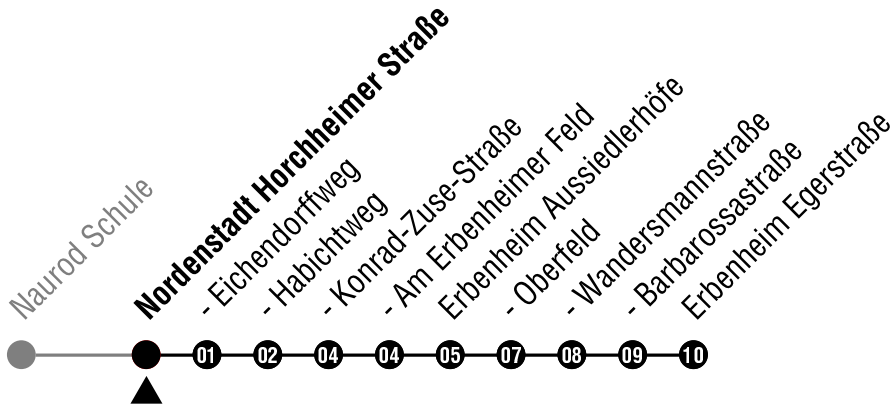 Naurod Schule
Nordenstadt Horchheimer Straße
- Eichendorffweg
- Habichtweg
- Konrad-Zuse-Straße
- Am Erbenheimer Feld
Erbenheim Aussiedlerhöfe
- Oberfeld
- Wandersmannstraße
- Barbarossastraße
Erbenheim Egerstraße
01 02 04 04 05 07 08 09 10